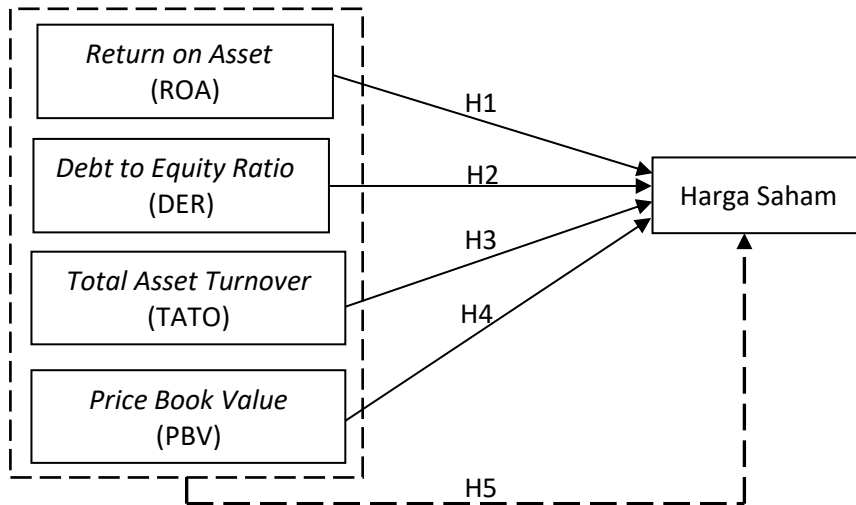 Return on Asset
(ROA)
H1
Debt to Equity Ratio
(DER)
H2
Harga Saham
Total Asset Turnover
(TATO)
H3
H4
Price Book Value
(PBV)
H5